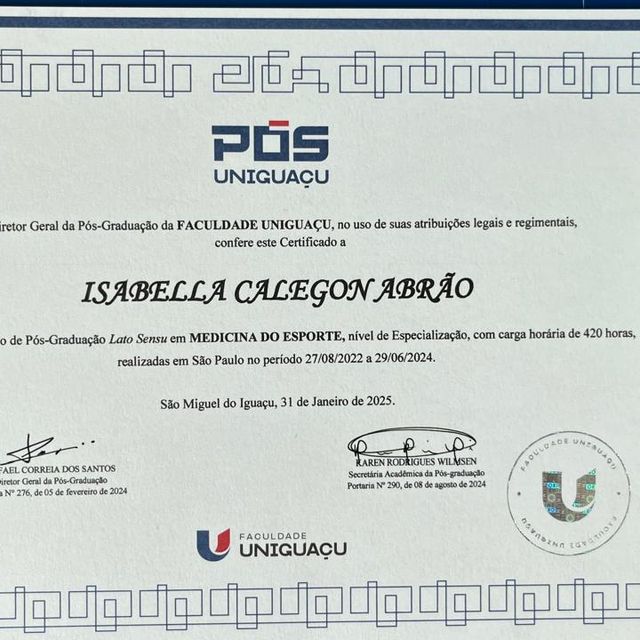 PÓS
UNIGUAÇU
iretor Geral da Pós-Graduação da FACULDADE UNIGUAÇU, no uso de suas atribuições legais e regimentais,
confere este Certificado a
ISABELLA CALEGON ABRÃO
o de Pós-Graduação Lato Sensu em MEDICINA DO ESPORTE, nível de Especialização, com carga horária de 420 horas,
realizadas em São Paulo no período 27/08/2022 a 29/06/2024.
São Miguel do Iguaçu, 31 de Janeiro de 2025.
FAEL CORREIA DOS SANTOS
Diretor Geral da Pós-Graduação
a Nº 276, de 05 de fevereiro de 2024
KAREN RODRIGUES WILMSEN
Secretária Acadêmica da Pós-graduação
Portaria Nº 290, de 08 de agosto de 2024
FACULDADE UNIGUAÇU
FACULDADE UNIGUAÇU
FACULDADE
UNIGUAÇU